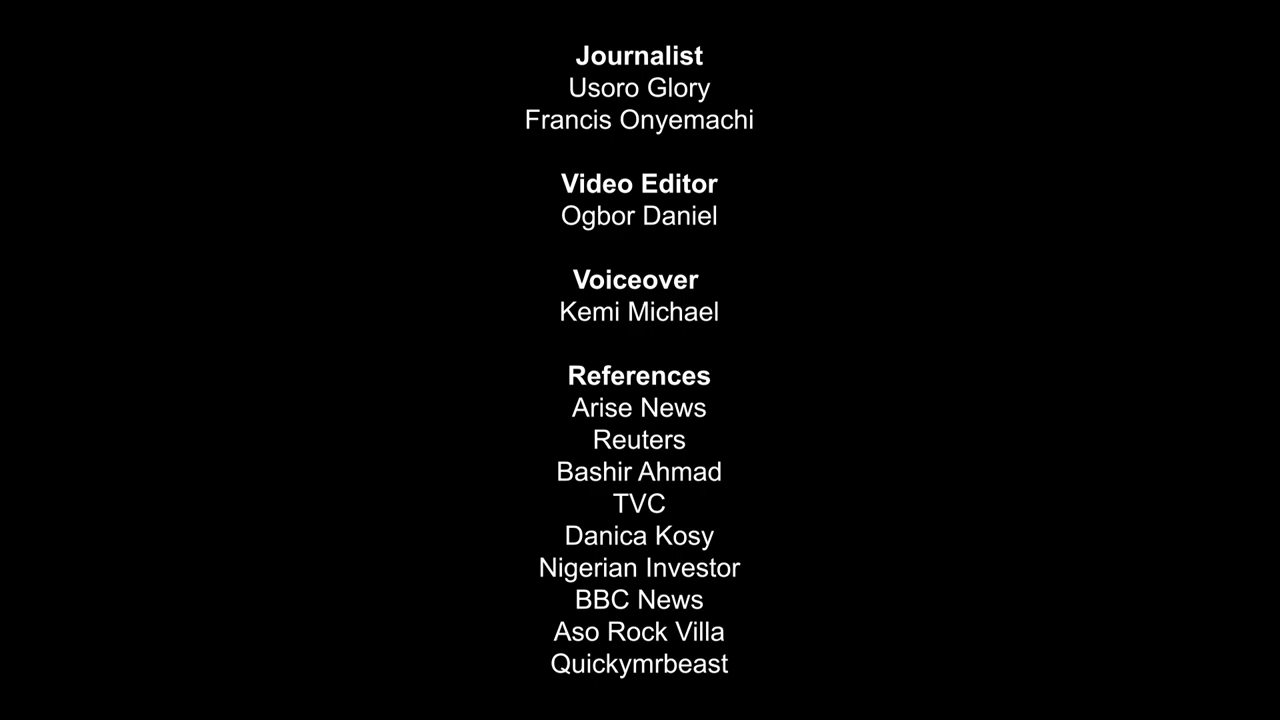 Journalist
Usoro Glory
Francis Onyemachi
Video Editor
Ogbor Daniel
Voiceover
Kemi Michael
References
Arise News
Reuters
Bashir Ahmad
TVC
Danica Kosy
Nigerian Investor
BBC News
Aso Rock Villa
Quickymrbeast